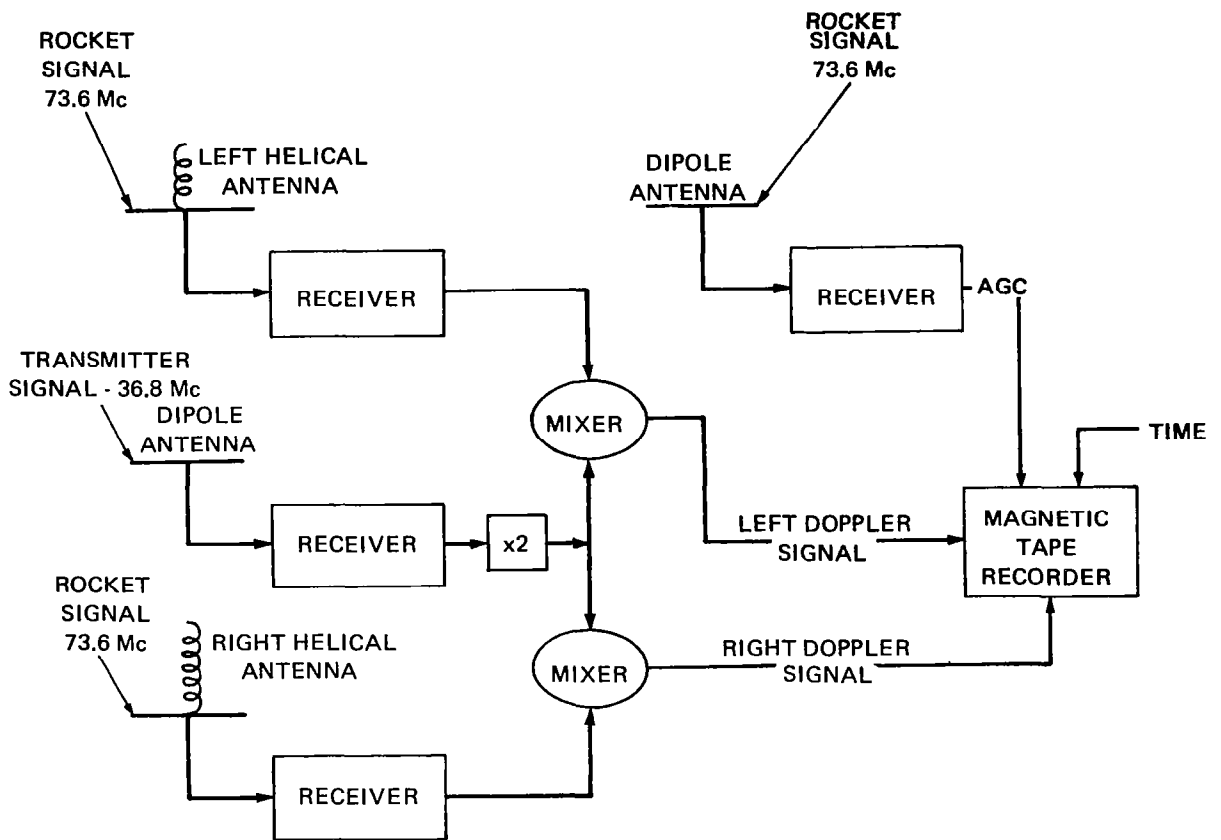 ROCKET
SIGNAL
73.6 Mc
LEFT HELICAL
ANTENNA
RECEIVER
ROCKET
SIGNAL
73.6 Mc
DIPOLE
ANTENNA
RECEIVER
AGC
TRANSMITTER
SIGNAL - 36.8 Mc
DIPOLE
ANTENNA
RECEIVER
x2
MIXER
TIME
LEFT DOPPLER
SIGNAL
MAGNETIC
TAPE
RECORDER
ROCKET
SIGNAL
73.6 Mc
RIGHT HELICAL
ANTENNA
RECEIVER
MIXER
RIGHT DOPPLER
SIGNAL